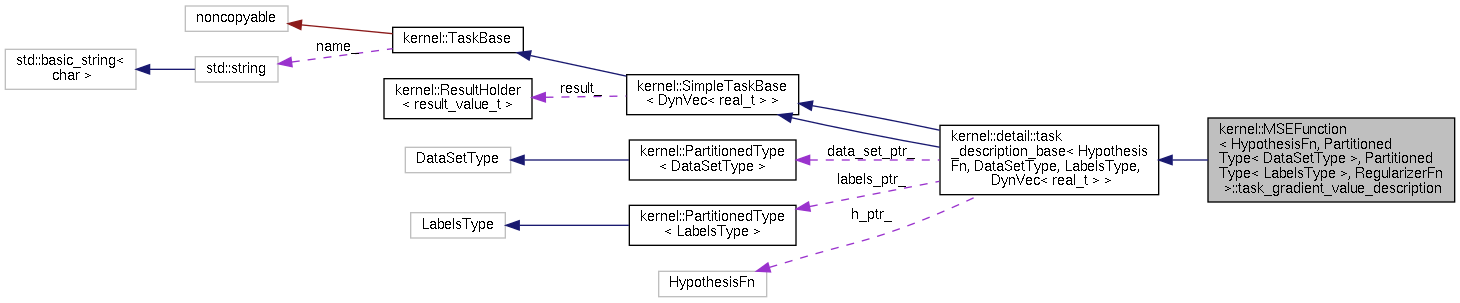 noncopyable
kernel::TaskBase
name_
std::basic_string<
char >
std::string
kernel::SimpleTaskBase
< DynVec< real_t > >
kernel::ResultHolder
< result_value_t >
result_
kernel::detail::task
_description_base< Hypothesis
Fn, DataSetType, LabelsType,
DynVec< real_t > >
kernel::MSEFunction
< HypothesisFn, Partitioned
Type< DataSetType >, Partitioned
Type< LabelsType >, RegularizerFn
>::task_gradient_value_description
DataSetType
kernel::PartitionedType
< DataSetType >
data_set_ptr_
labels_ptr_
LabelsType
kernel::PartitionedType
< LabelsType >
h_ptr_
HypothesisFn